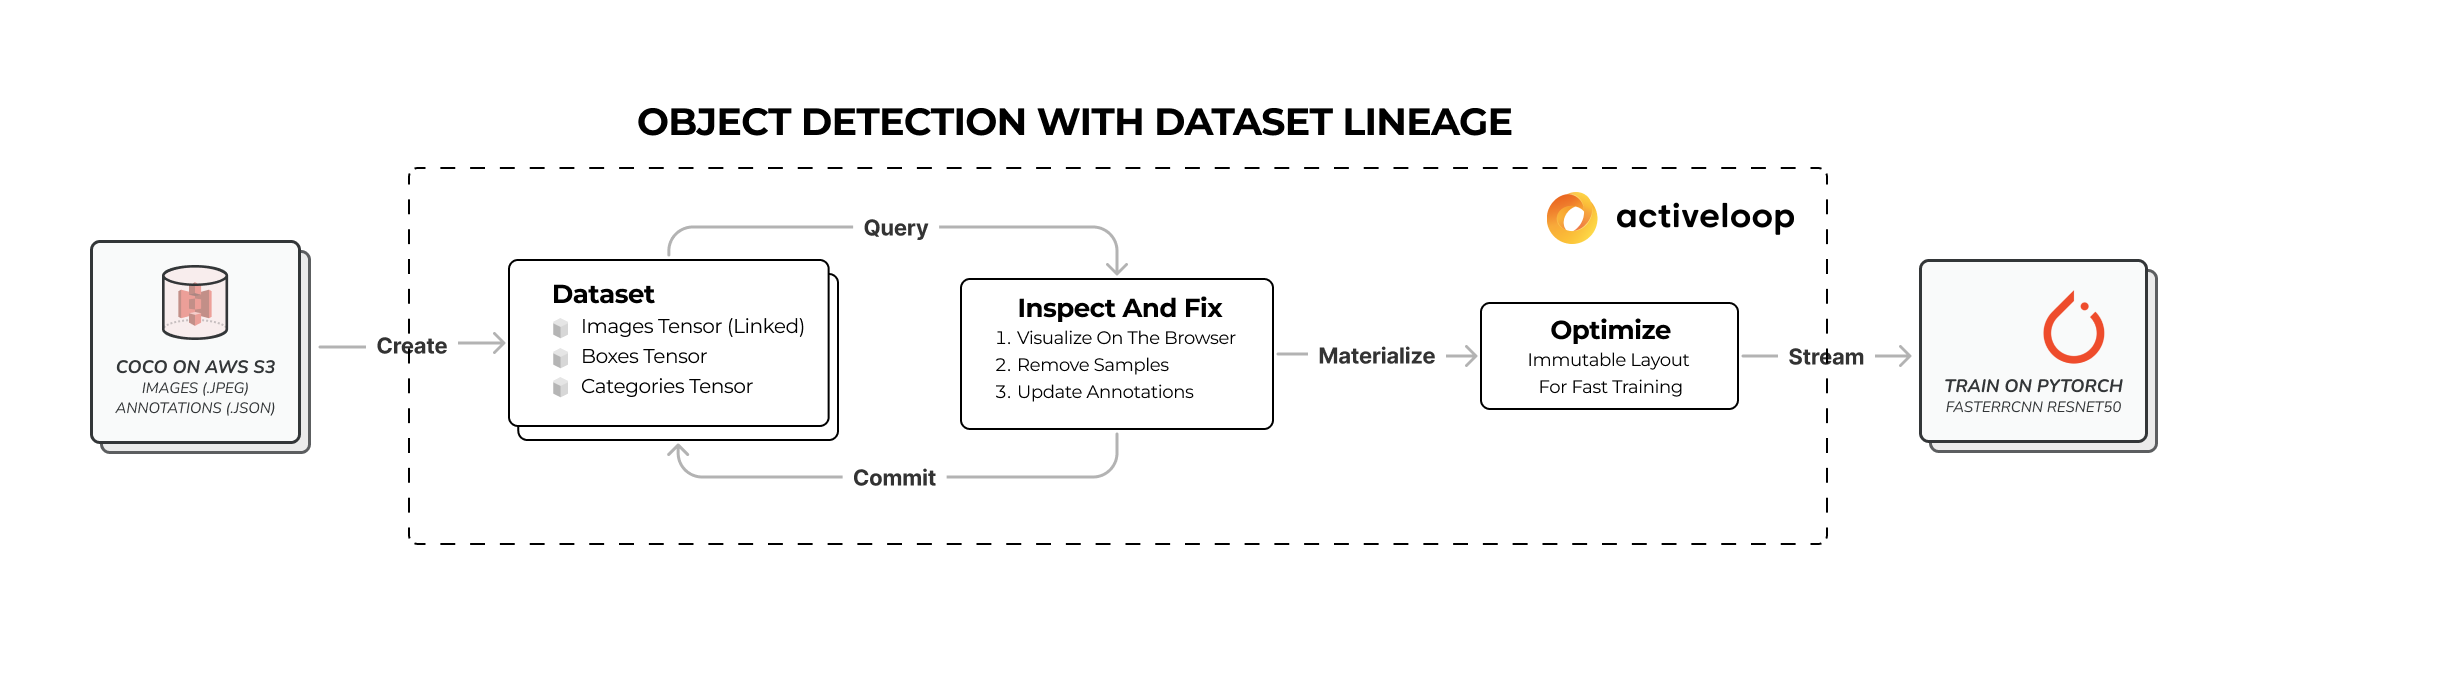 OBJECT DETECTION WITH DATASET LINEAGE
activeloop
COCO ON AWS S3
IMAGES (.JPEG)
ANNOTATIONS (.JSON)
Create
Dataset
Images Tensor (Linked)
Boxes Tensor
Categories Tensor
Query
Inspect And Fix
1. Visualize On The Browser
2. Remove Samples
3. Update Annotations
Commit
Materialize
Optimize
Immutable Layout
For Fast Training
Stream
TRAIN ON PYTORCH
FASTERRCNN RESNET50